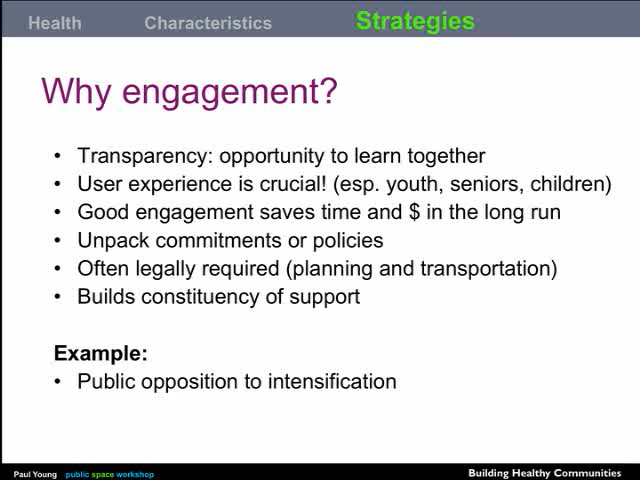 Health Characteristics Strategies
Why engagement?
• Transparency: opportunity to learn together
• User experience is crucial! (esp. youth, seniors, children)
• Good engagement saves time and $ in the long run
• Unpack commitments or policies
• Often legally required (planning and transportation)
• Builds constituency of support
Example:
• Public opposition to intensification
Paul Young public space workshop Building Healthy Communities